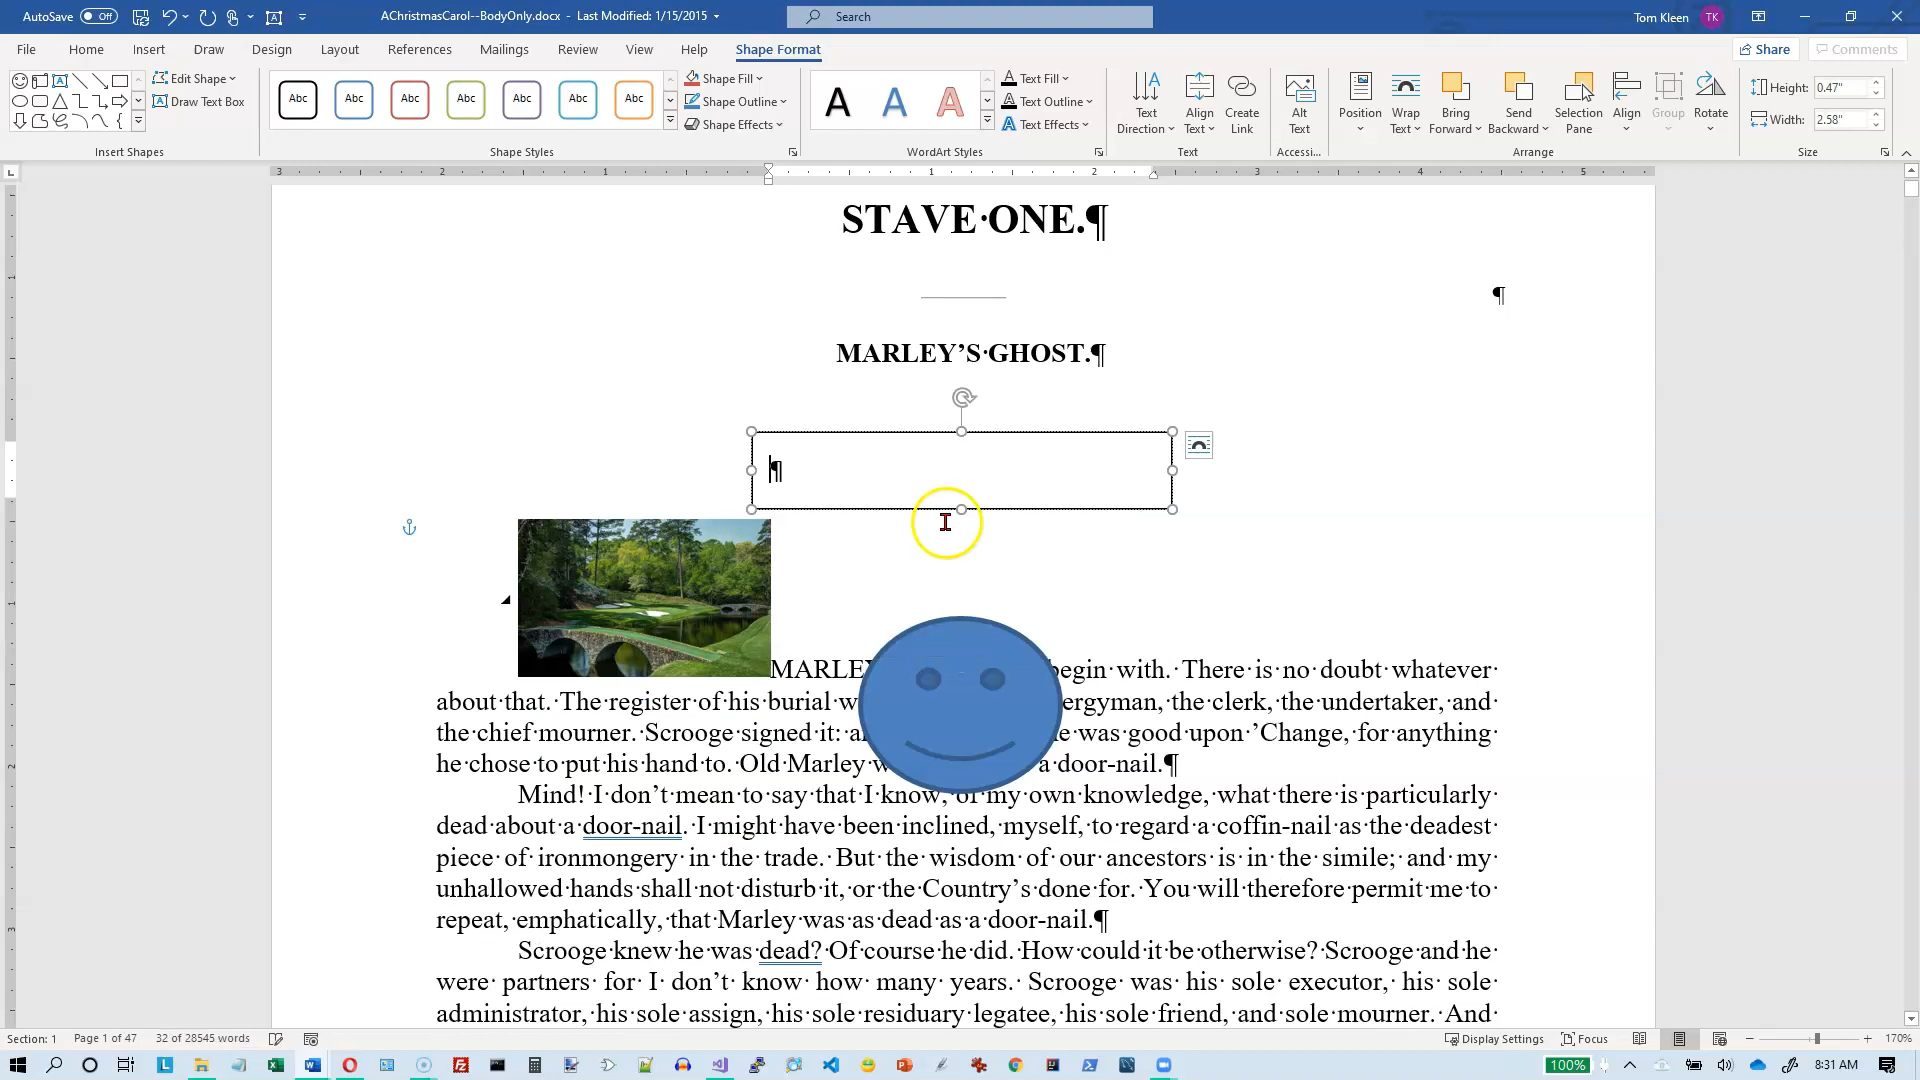 AutoSave Off AChristmasCarol--BodyOnly.docx - Last Modified: 1/15/2015 Search Tom Kleen TK
File Home Insert Draw Design Layout References Mailings Review View Help Shape Format Share Comments
Edit Shape
Draw Text Box
Insert Shapes
Abc Abc Abc Abc Abc Abc Abc
Shape Fill
Shape Outline
Shape Effects
Shape Styles
A A A
Text Fill
Text Outline
Text Effects
WordArt Styles
Text Direction
Align Text
Create Link
Text
Alt Text
Accessi...
Position
Wrap Text
Bring Forward
Send Backward
Selection Pane
Align
Group
Rotate
Arrange
Height: 0.47"
Width: 2.58"
Size
3 2 1 1 2 3 4 5
STAVE·ONE.¶
¶
MARLEY’S·GHOST.¶
¶
MARLEY begin·with.·There·is·no·doubt·whatever·
about·that.·The·register·of·his·burial· ergyman,·the·clerk,·the·undertaker,·and·
the·chief·mourner.·Scrooge·signed·it:· was·good·upon·’Change,·for·anything·
he·chose·to·put·his·hand·to.·Old·Marley· a·door-nail.¶
Mind!·I·don’t·mean·to·say·that·I·know,·of·my·own·knowledge,·what·there·is·particularly·
dead·about·a·door-nail.·I·might·have·been·inclined,·myself,·to·regard·a·coffin-nail·as·the·deadest·
piece·of·ironmongery·in·the·trade.·But·the·wisdom·of·our·ancestors·is·in·the·simile;·and·my·
unhallowed·hands·shall·not·disturb·it,·or·the·Country’s·done·for.·You·will·therefore·permit·me·to·
repeat,·emphatically,·that·Marley·was·as·dead·as·a·door-nail.¶
Scrooge·knew·he·was·dead?·Of·course·he·did.·How·could·it·be·otherwise?·Scrooge·and·he·
were·partners·for·I·don’t·know·how·many·years.·Scrooge·was·his·sole·executor,·his·sole·
administrator,·his·sole·assign,·his·sole·residuary·legatee,·his·sole·friend,·and·sole·mourner.·And·
Section: 1 Page 1 of 47 32 of 28545 words Display Settings Focus 170%
100% 8:31 AM